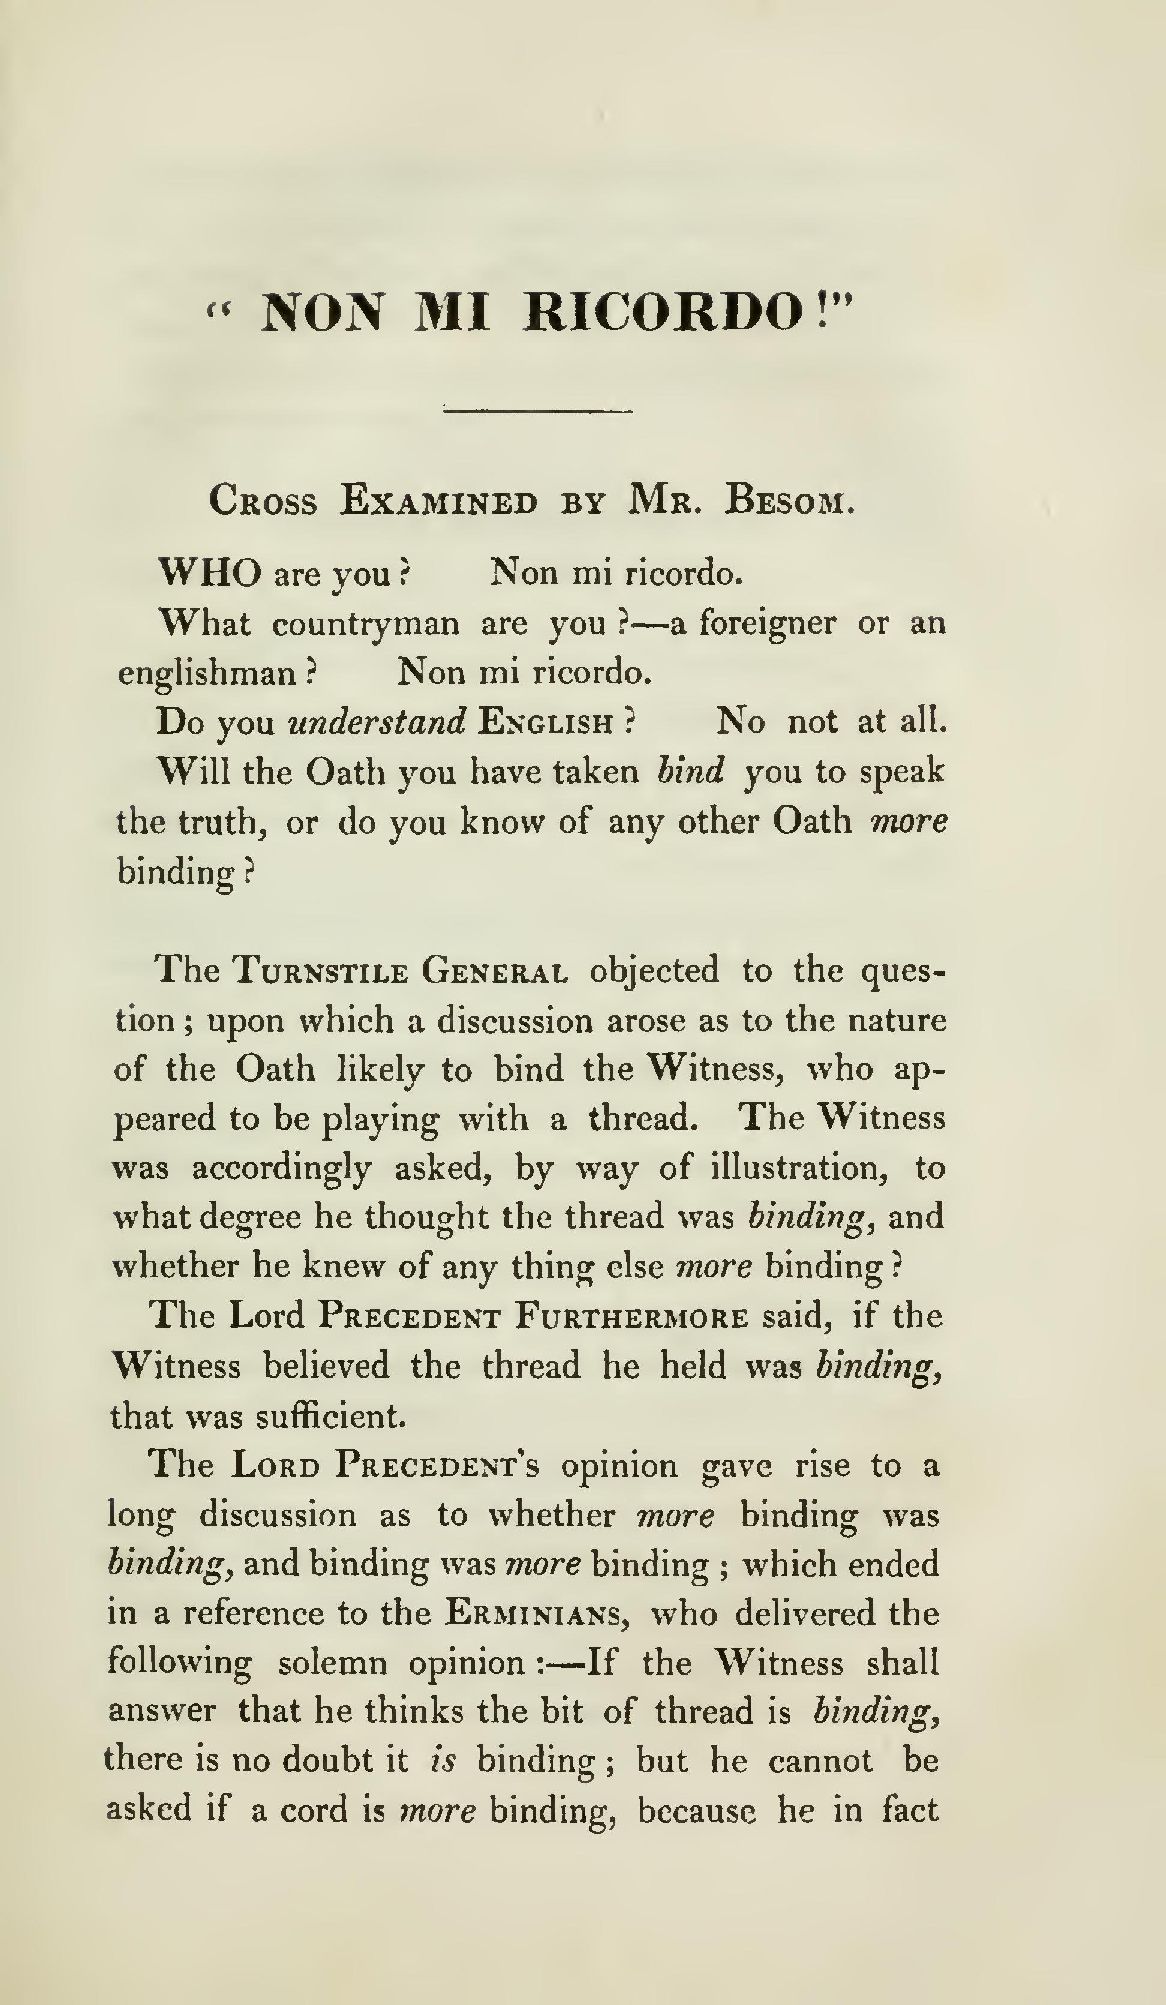 “ NON MI RICORDO!”
CROSS EXAMINED BY MR. BESOM.
WHO are you ? Non mi ricordo.
What countryman are you ?—a foreigner or an
englishman ? Non mi ricordo.
Do you understand ENGLISH ? No not at all.
Will the Oath you have taken bind you to speak
the truth, or do you know of any other Oath more
binding ?
The TURNSTILE GENERAL objected to the ques-
tion ; upon which a discussion arose as to the nature
of the Oath likely to bind the Witness, who ap-
peared to be playing with a thread. The Witness
was accordingly asked, by way of illustration, to
what degree he thought the thread was binding, and
whether he knew of any thing else more binding ?
The Lord PRECEDENT FURTHERMORE said, if the
Witness believed the thread he held was binding,
that was sufficient.
The LORD PRECEDENT's opinion gave rise to a
long discussion as to whether more binding was
binding, and binding was more binding ; which ended
in a reference to the ERMINIANS, who delivered the
following solemn opinion :—If the Witness shall
answer that he thinks the bit of thread is binding,
there is no doubt it is binding ; but he cannot be
asked if a cord is more binding, because he in fact